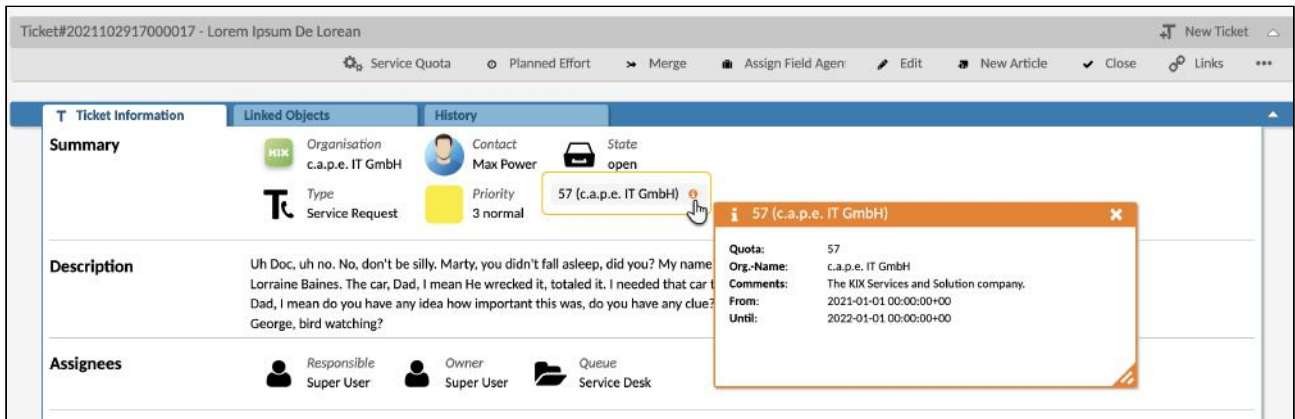 Ticket#2021102917000017 - Lorem Ipsum De Lorean
New Ticket
Service Quota
Planned Effort
Merge
Assign Field Agen
Edit
New Article
Close
Links
Ticket Information
Linked Objects
History
Summary
KIX
Organisation
c.a.p.e. IT GmbH
Contact
Max Power
State
open
Type
Service Request
Priority
3 normal
57 (c.a.p.e. IT GmbH)
57 (c.a.p.e. IT GmbH)
Quota: 57
Org.-Name: c.a.p.e. IT GmbH
Comments: The KIX Services and Solution company.
From: 2021-01-01 00:00:00+00
Until: 2022-01-01 00:00:00+00
Description
Uh Doc, uh no. No, don't be silly. Marty, you didn't fall asleep, did you? My name
Lorraine Baines. The car, Dad, I mean He wrecked it, totaled it. I needed that car
Dad, I mean do you have any idea how important this was, do you have any clue?
George, bird watching?
Assignees
Responsible
Super User
Owner
Super User
Queue
Service Desk